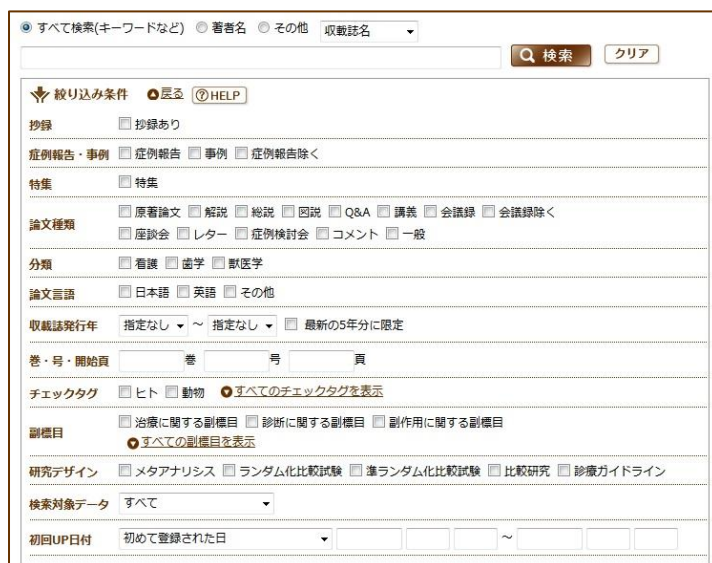 すべて検索(キーワードなど) 著者名 その他 収載誌名
検索 クリア
絞り込み条件 戻る ?HELP
抄録 抄録あり
症例報告・事例 症例報告 事例 症例報告除く
特集 特集
論文種類 原著論文 解説 総説 図説 Q&A 講義 会議録 会議録除く
座談会 レター 症例検討会 コメント 一般
分類 看護 歯学 獣医学
論文言語 日本語 英語 その他
収載誌発行年 指定なし ～ 指定なし 最新の5年分に限定
巻・号・開始頁 巻 号 頁
チェックタグ ヒト 動物 すべてのチェックタグを表示
副標目 治療に関する副標目 診断に関する副標目 副作用に関する副標目
すべての副標目を表示
研究デザイン メタアナリシス ランダム化比較試験 準ランダム化比較試験 比較研究 診療ガイドライン
検索対象データ すべて
初回UP日付 初めて登録された日 ～